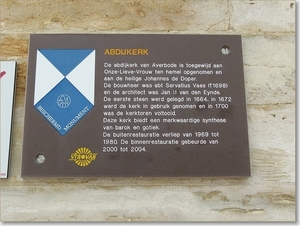 ABDIJKERK
De abdijkerk van Averbode is toegewijd aan
Onze-Lieve-Vrouw ten hemel opgenomen en
aan de heilige Johannes de Doper.
De bouwheer was abt Servatius Vaes (†1698)
en de architect was Jan II van den Eynde.
De eerste steen werd gelegd in 1664, in 1672
werd de kerk in gebruik genomen en in 1700
was de kerktoren voltooid.
Deze kerk biedt een merkwaardige synthese
van barok en gotiek.
De buitenrestauratie verliep van 1969 tot
1980. De binnenrestauratie gebeurde van
2000 tot 2004.
BESCHERMD
MONUMENT